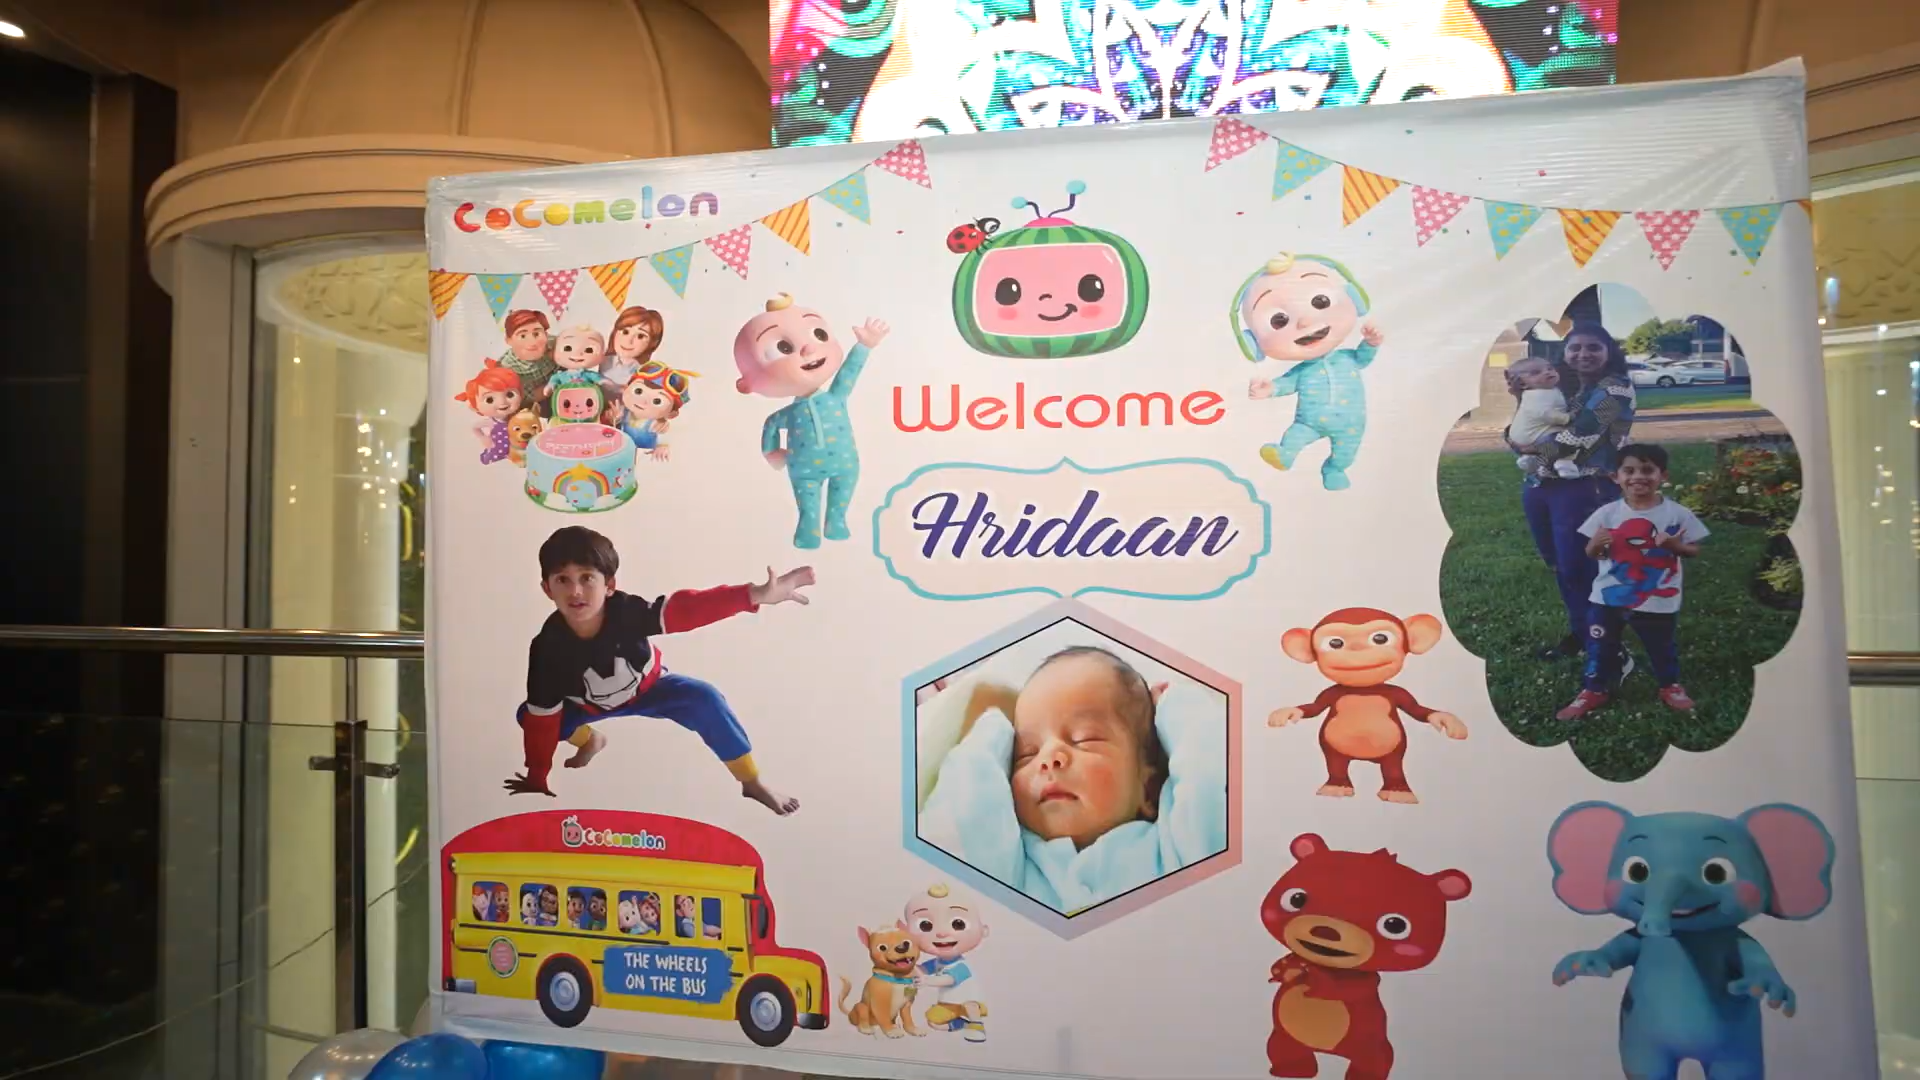 CoComelon
Welcome
Hridaan
CoComelon
THE WHEELS
ON THE BUS